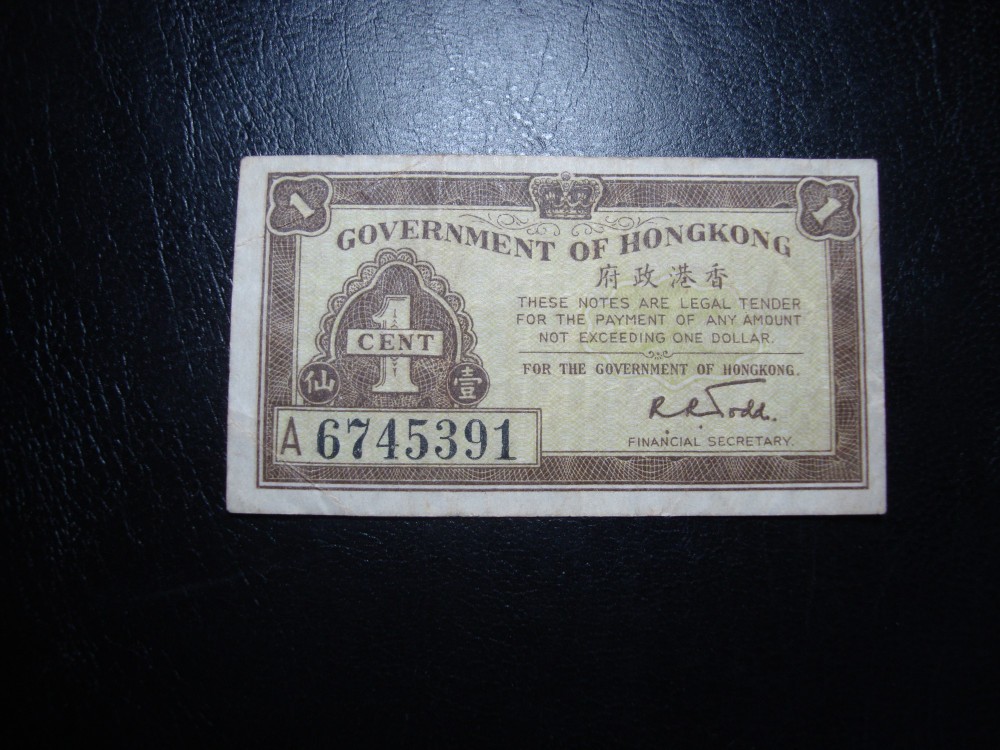 1
1
GOVERNMENT OF HONGKONG
府政港香
THESE NOTES ARE LEGAL TENDER
FOR THE PAYMENT OF ANY AMOUNT
NOT EXCEEDING ONE DOLLAR.
FOR THE GOVERNMENT OF HONGKONG.
R. R. Todd.
FINANCIAL SECRETARY.
1
CENT
仙 壹
A 6745391